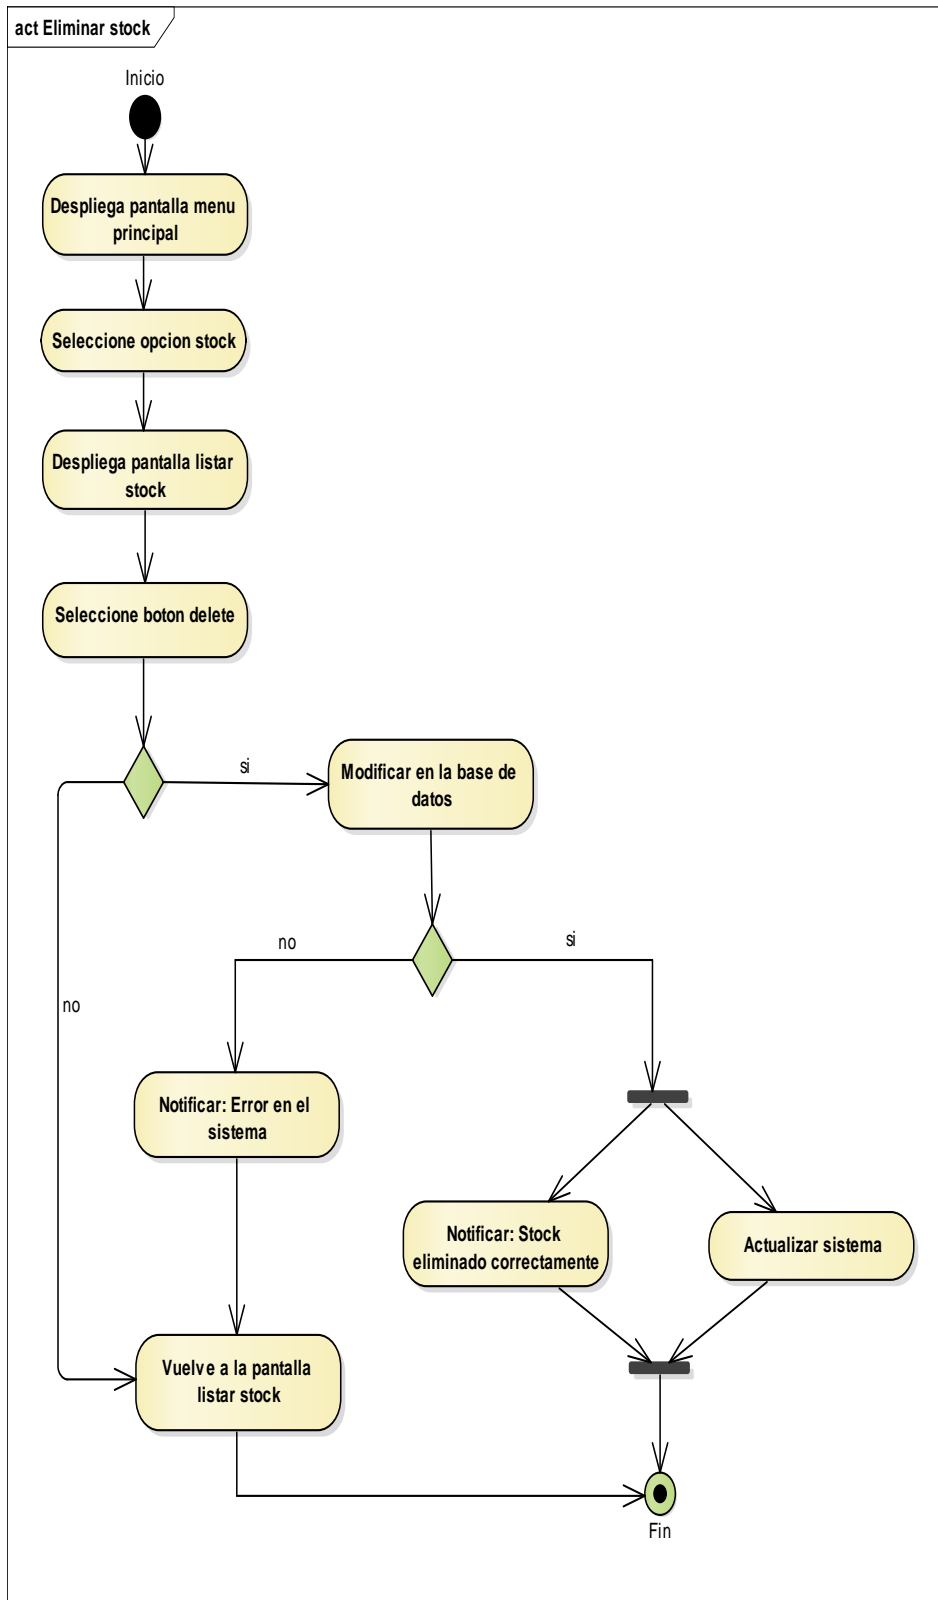 act Eliminar stock
Inicio
Despliega pantalla menu
principal
Seleccione opcion stock
Despliega pantalla listar
stock
Seleccione boton delete
si
Modificar en la base de
datos
no
si
no
Notificar: Error en el
sistema
Notificar: Stock
eliminado correctamente
Actualizar sistema
Vuelve a la pantalla
listar stock
Fin